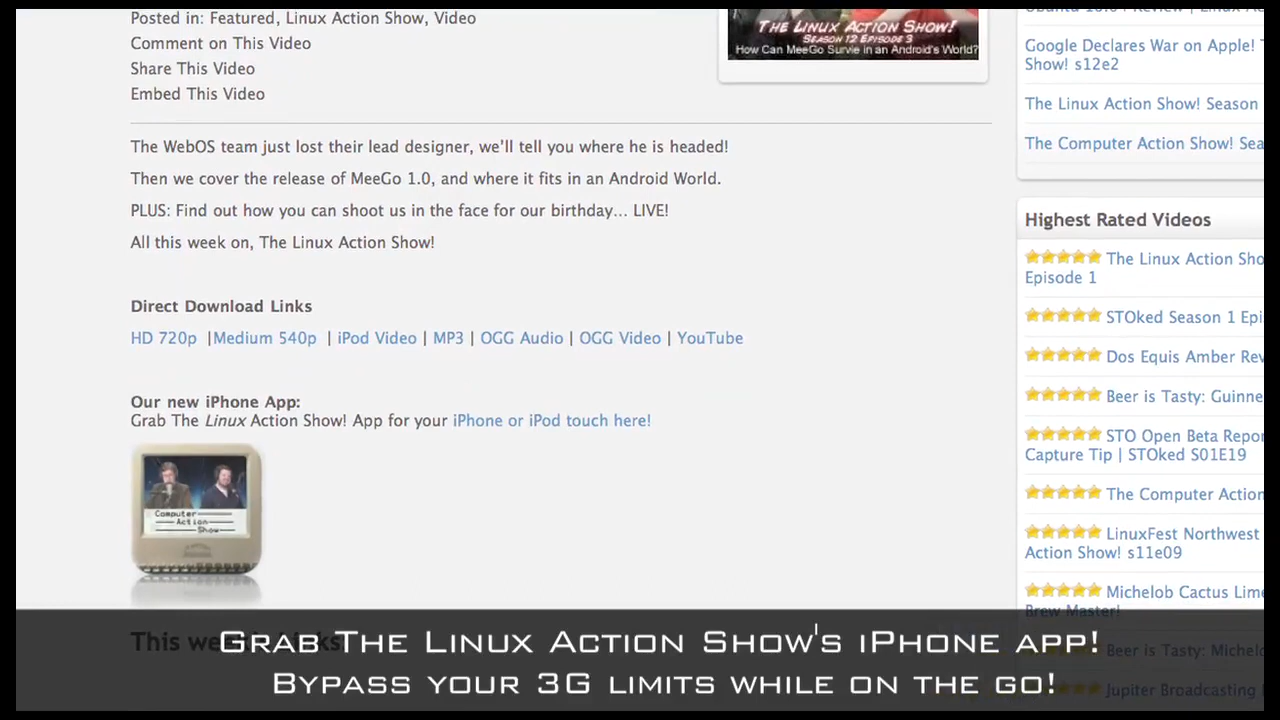 Posted in: Featured, Linux Action Show, Video
Comment on This Video
Share This Video
Embed This Video
THE LINUX ACTION SHOW!
SEASON 12 EPISODE 3
How Can MeeGo Survie in an Android's World?
The WebOS team just lost their lead designer, we'll tell you where he is headed!
Then we cover the release of MeeGo 1.0, and where it fits in an Android World.
PLUS: Find out how you can shoot us in the face for our birthday... LIVE!
All this week on, The Linux Action Show!
Direct Download Links
HD 720p |Medium 540p | iPod Video | MP3 | OGG Audio | OGG Video | YouTube
Our new iPhone App:
Grab The Linux Action Show! App for your iPhone or iPod touch here!
Computer
Action
Show
Google Declares War on Apple!
Show! s12e2
The Linux Action Show! Season
The Computer Action Show! Sea
Highest Rated Videos
The Linux Action Sho
Episode 1
STOked Season 1 Epi
Dos Equis Amber Rev
Beer is Tasty: Guinne
STO Open Beta Repor
Capture Tip | STOked S01E19
The Computer Action
LinuxFest Northwest
Action Show! s11e09
Michelob Cactus Lime
Brew Master!
Beer is Tasty: Michel
Jupiter Broadcasting
GRAB THE LINUX ACTION SHOW'S IPHONE APP!
BYPASS YOUR 3G LIMITS WHILE ON THE GO!